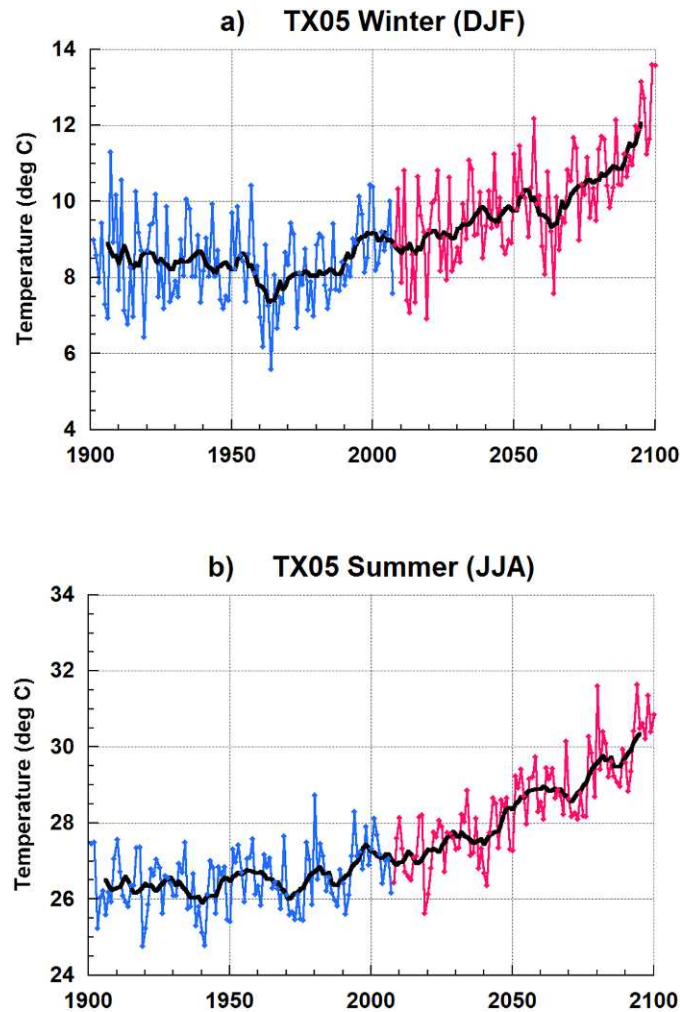 a) TX05 Winter (DJF)
14
12
10
8
6
4
Temperature (deg C)
1900 1950 2000 2050 2100
b) TX05 Summer (JJA)
34
32
30
28
26
24
Temperature (deg C)
1900 1950 2000 2050 2100